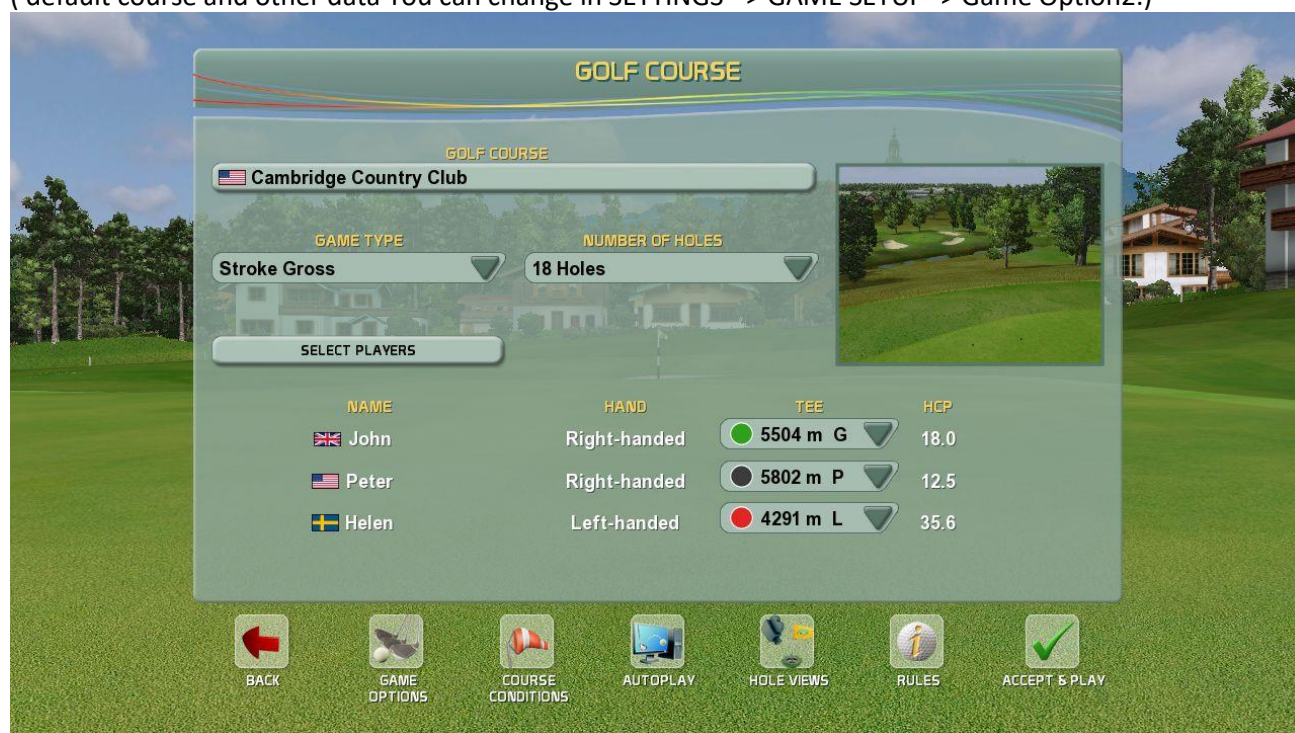 ( default course and other data You can change in SETTINGS -> GAME SETUP -> Game Option2.)
GOLF COURSE
GOLF COURSE
Cambridge Country Club
GAME TYPE NUMBER OF HOLES
Stroke Gross 18 Holes
SELECT PLAYERS
NAME HAND TEE HCP
John Right-handed 5504 m G 18.0
Peter Right-handed 5802 m P 12.5
Helen Left-handed 4291 m L 35.6
BACK GAME OPTIONS COURSE CONDITIONS AUTOPLAY HOLE VIEWS RULES ACCEPT & PLAY